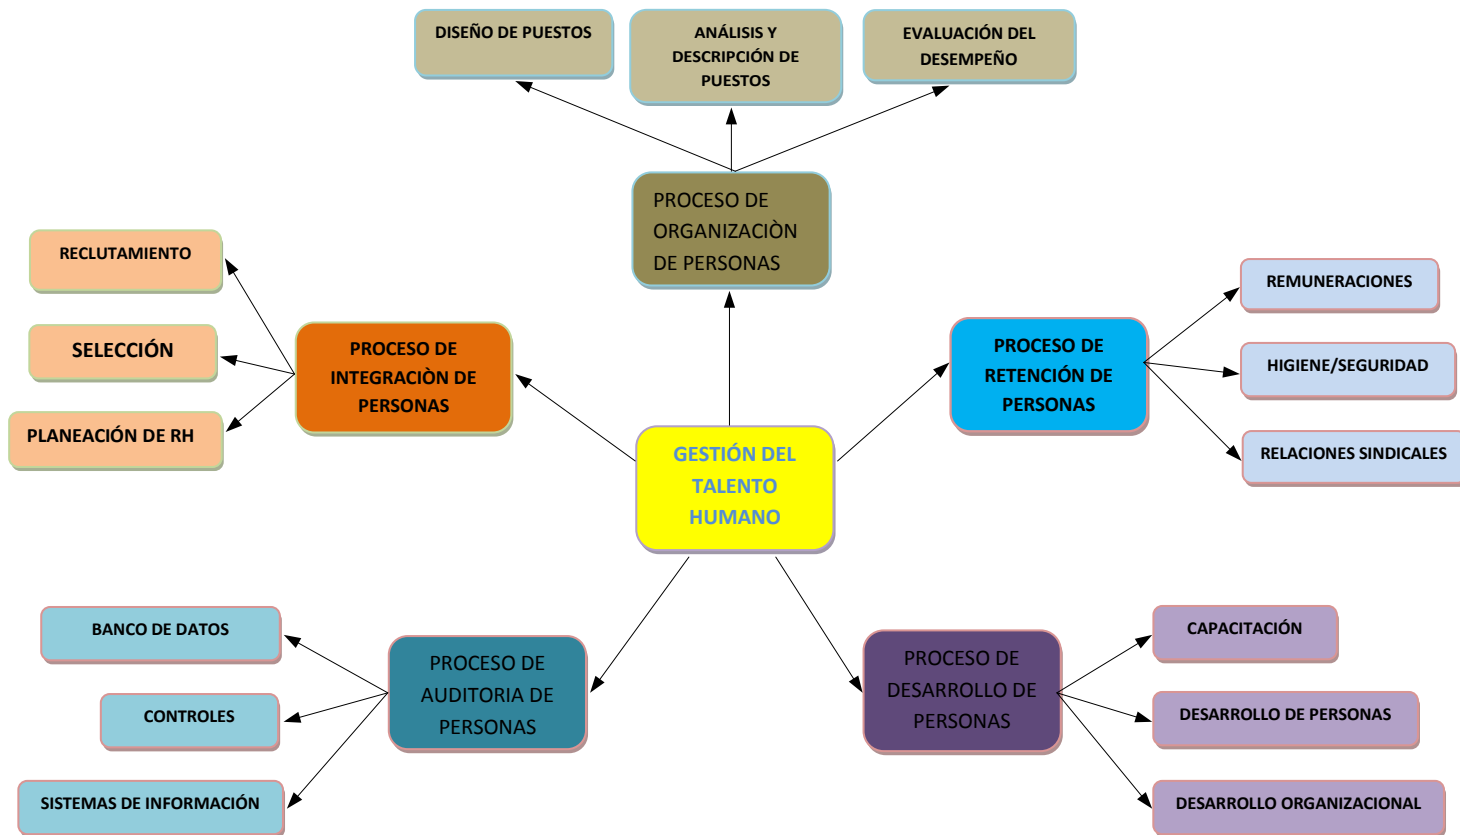 DISEÑO DE PUESTOS
ANÁLISIS Y
DESCRIPCIÓN DE
PUESTOS
EVALUACIÓN DEL
DESEMPEÑO
PROCESO DE
ORGANIZACIÒN
DE PERSONAS
RECLUTAMIENTO
SELECCIÓN
PLANEACIÓN DE RH
PROCESO DE
INTEGRACIÒN DE
PERSONAS
PROCESO DE
RETENCIÓN DE
PERSONAS
REMUNERACIONES
HIGIENE/SEGURIDAD
RELACIONES SINDICALES
GESTIÓN DEL
TALENTO
HUMANO
BANCO DE DATOS
CONTROLES
SISTEMAS DE INFORMACIÓN
PROCESO DE
AUDITORIA DE
PERSONAS
PROCESO DE
DESARROLLO DE
PERSONAS
CAPACITACIÓN
DESARROLLO DE PERSONAS
DESARROLLO ORGANIZACIONAL